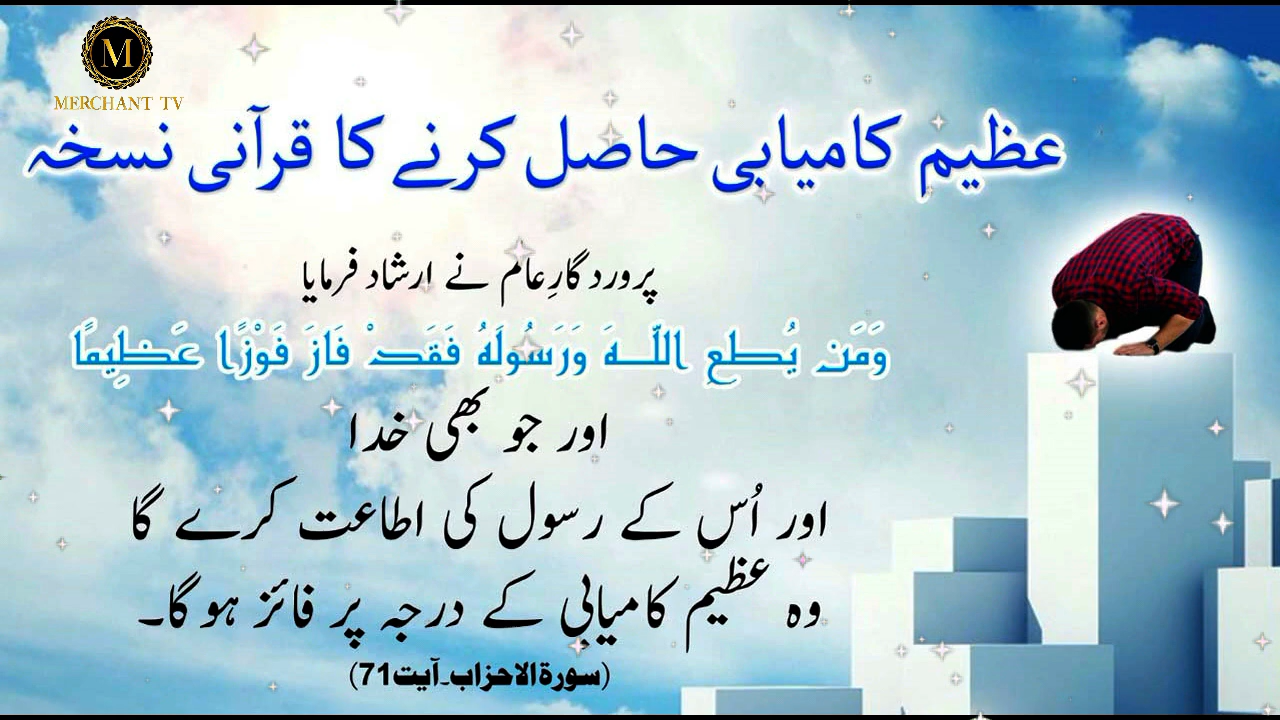 M
MERCHANT TV
عظیم کامیابی حاصل کرنے کا قرآنی نسخہ
پروردگارِعالم نے ارشاد فرمایا
وَمَن يُطِعِ اللَّهَ وَرَسُولَهُ فَقَدْ فَازَ فَوْزًا عَظِيمًا
اور جو بھی خدا
اور اُس کے رسول کی اطاعت کرے گا
وہ عظیم کامیابی کے درجہ پر فائز ہو گا۔
(سورۃالاحزاب۔آیت71)